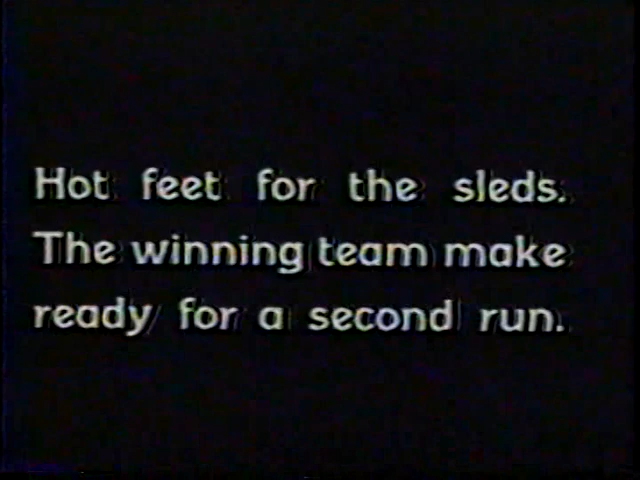 Hot feet for the sleds.
The winning team make
ready for a second run.